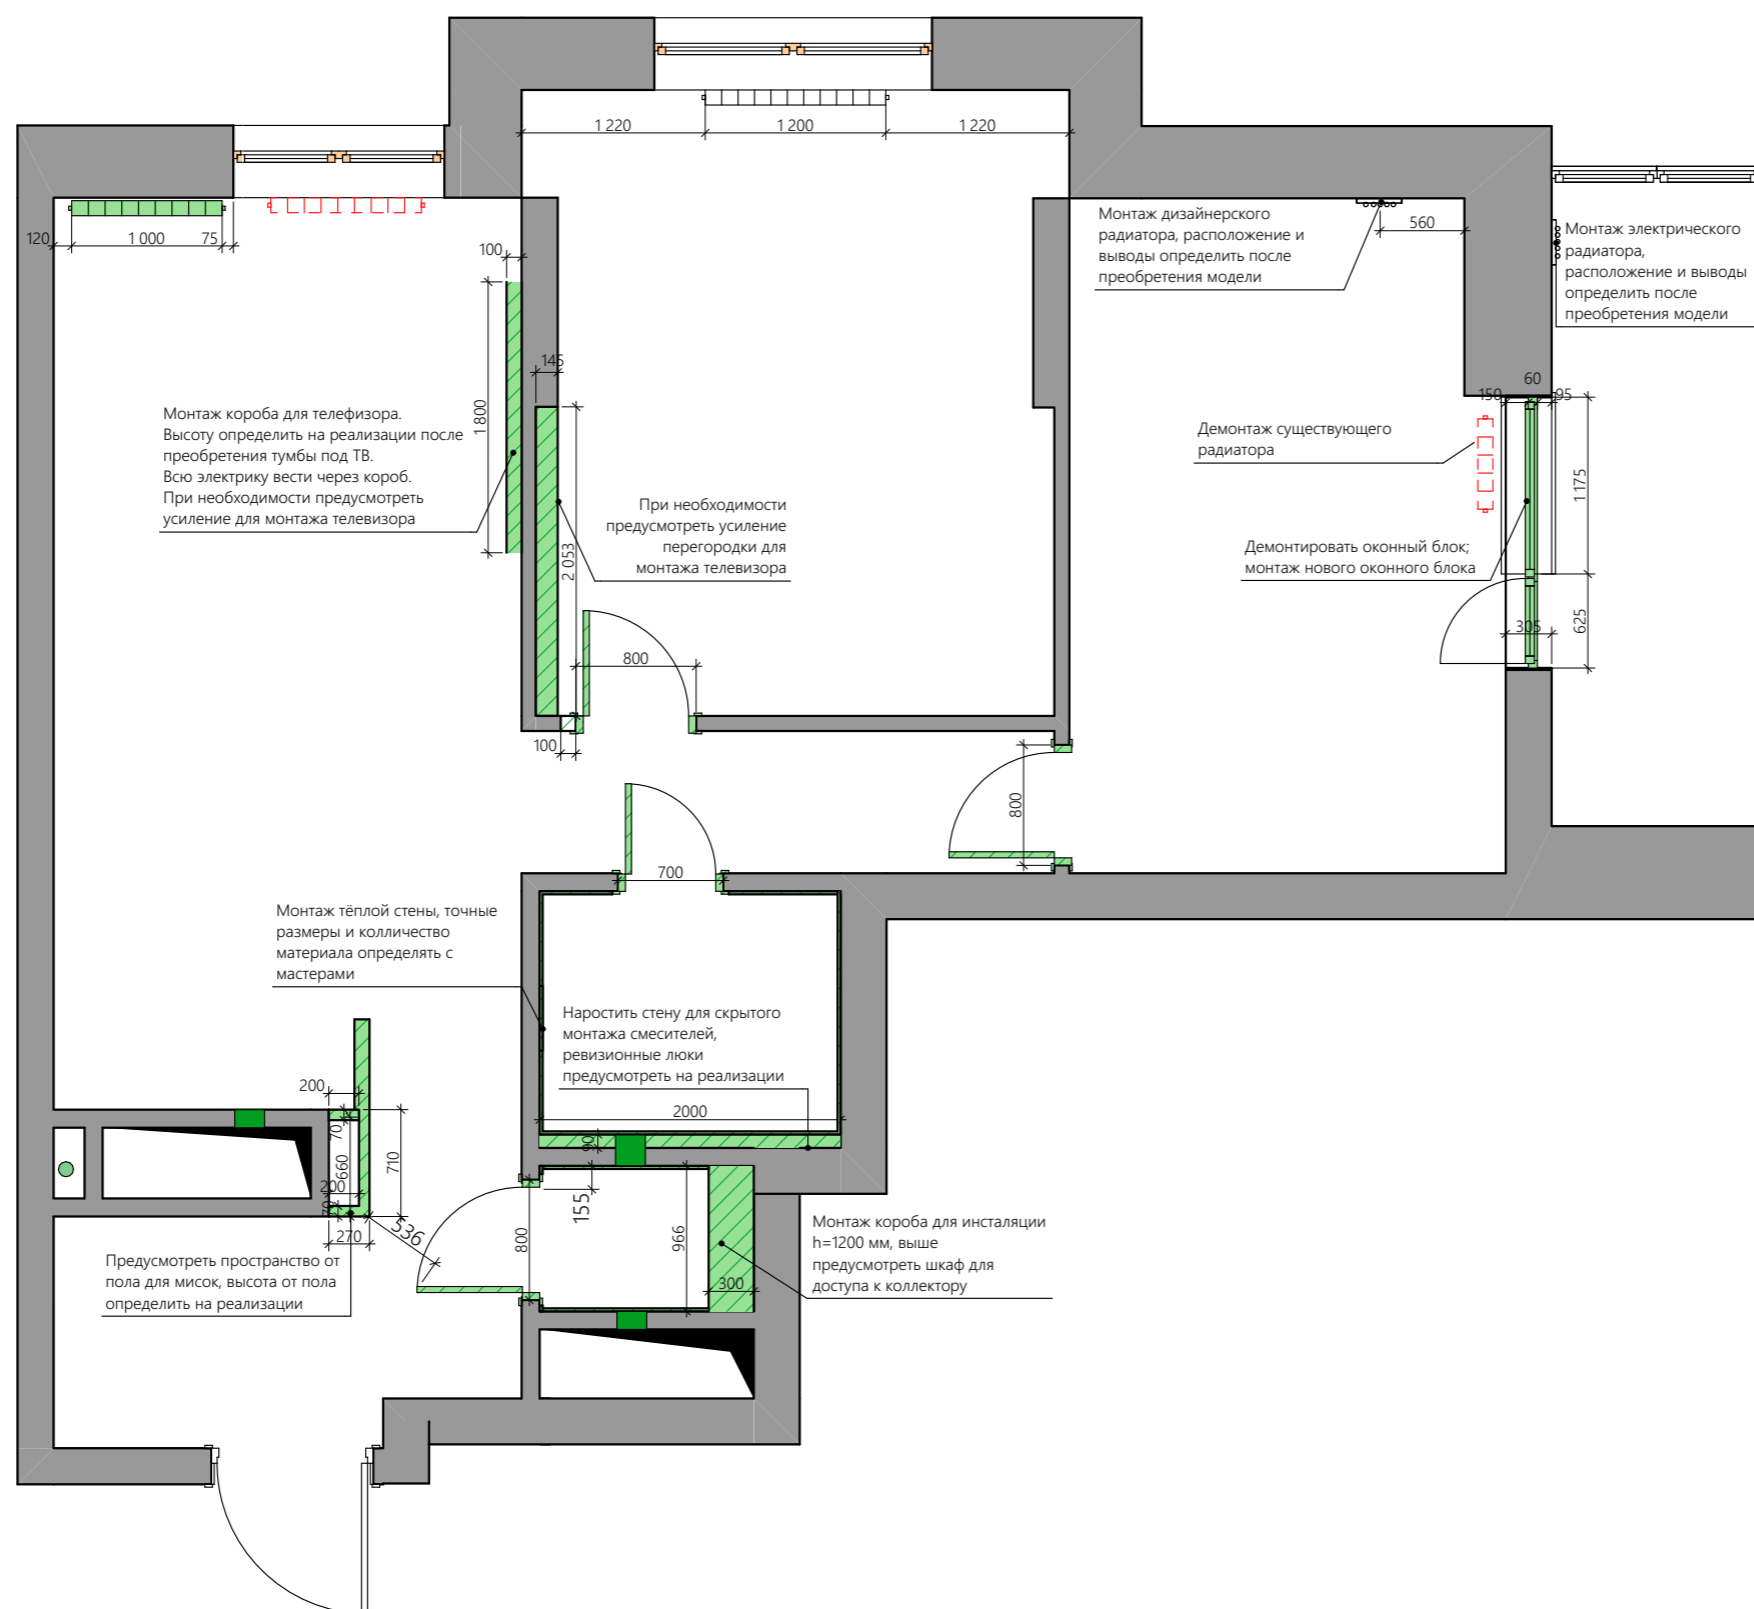 1 220
1 200
1 220
120
1 000
75
100
1 800
145
2 053
Монтаж короба для телефизора.
Высоту определить на реализации после
преобретения тумбы под ТВ.
Всю электрику вести через короб.
При необходимости предусмотреть
усиление для монтажа телевизора
При необходимости
предусмотреть усиление
перегородки для
монтажа телевизора
Монтаж дизайнерского
радиатора, расположение и
выводы определить после
преобретения модели
560
Монтаж электрического
радиатора,
расположение и выводы
определить после
преобретения модели
60
150
95
Демонтаж существующего
радиатора
1 175
Демонтировать оконный блок;
монтаж нового оконного блока
305
625
800
100
800
700
Монтаж тёплой стены, точные
размеры и колличество
материала определять с
мастерами
Наростить стену для скрытого
монтажа смесителей,
ревизионные люки
предусмотреть на реализации
2000
90
200
70
660
710
200
70
270
536
155
800
966
300
Предусмотреть пространство от
пола для мисок, высота от пола
определить на реализации
Монтаж короба для инсталяции
h=1200 мм, выше
предусмотреть шкаф для
доступа к коллектору